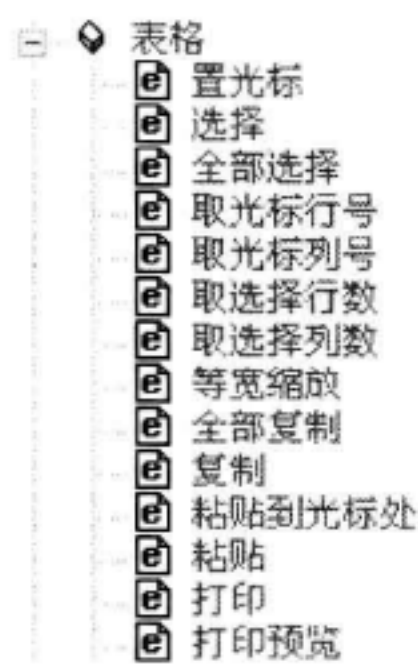 表格
置光标
选择
全部选择
取光标行号
取光标列号
取选择行数
取选择列数
等宽缩放
全部复制
复制
粘贴到光标处
粘贴
打印
打印预览